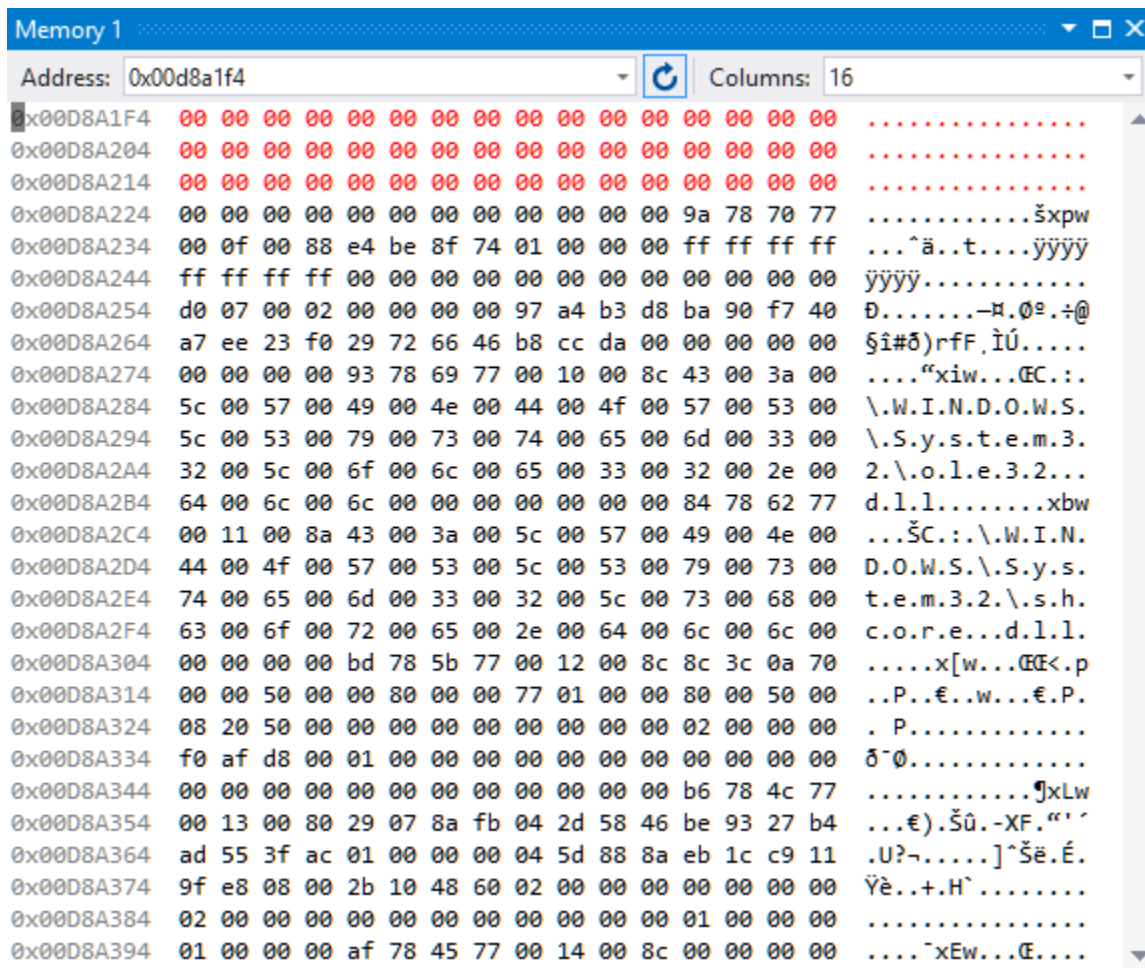 Memory 1
Address: 0x00d8a1f4 Columns: 16
0x00D8A1F4 00 00 00 00 00 00 00 00 00 00 00 00 00 00 00 00 ................
0x00D8A204 00 00 00 00 00 00 00 00 00 00 00 00 00 00 00 00 ................
0x00D8A214 00 00 00 00 00 00 00 00 00 00 00 00 00 00 00 00 ................
0x00D8A224 00 00 00 00 00 00 00 00 00 00 00 00 9a 78 70 77 ............šxpw
0x00D8A234 00 0f 00 88 e4 be 8f 74 01 00 00 00 ff ff ff ff ...ˆä..t....ÿÿÿÿ
0x00D8A244 ff ff ff ff 00 00 00 00 00 00 00 00 00 00 00 00 ÿÿÿÿ............
0x00D8A254 d0 07 00 02 00 00 00 00 97 a4 b3 d8 ba 90 f7 40 Ð.......—¤.Øº.÷@
0x00D8A264 a7 ee 23 f0 29 72 66 46 b8 cc da 00 00 00 00 00 §î#ð)rfF¸ÌÚ.....
0x00D8A274 00 00 00 00 93 78 69 77 00 10 00 8c 43 00 3a 00 ....“xiw...ŒC.:.
0x00D8A284 5c 00 57 00 49 00 4e 00 44 00 4f 00 57 00 53 00 \.W.I.N.D.O.W.S.
0x00D8A294 5c 00 53 00 79 00 73 00 74 00 65 00 6d 00 33 00 \.S.y.s.t.e.m.3.
0x00D8A2A4 32 00 5c 00 6f 00 6c 00 65 00 33 00 32 00 2e 00 2.\.o.l.e.3.2...
0x00D8A2B4 64 00 6c 00 6c 00 00 00 00 00 00 00 84 78 62 77 d.l.l........xbw
0x00D8A2C4 00 11 00 8a 43 00 3a 00 5c 00 57 00 49 00 4e 00 ...ŠC.:.\.W.I.N.
0x00D8A2D4 44 00 4f 00 57 00 53 00 5c 00 53 00 79 00 73 00 D.O.W.S.\.S.y.s.
0x00D8A2E4 74 00 65 00 6d 00 33 00 32 00 5c 00 73 00 68 00 t.e.m.3.2.\.s.h.
0x00D8A2F4 63 00 6f 00 72 00 65 00 2e 00 64 00 6c 00 6c 00 c.o.r.e...d.l.l.
0x00D8A304 00 00 00 00 bd 78 5b 77 00 12 00 8c 8c 3c 0a 70 .....x[w...ŒŒ<.p
0x00D8A314 00 00 50 00 00 80 00 00 77 01 00 00 80 00 50 00 ..P..€..w...€.P.
0x00D8A324 08 20 50 00 00 00 00 00 00 00 00 00 02 00 00 00 . P.............
0x00D8A334 f0 af d8 00 01 00 00 00 00 00 00 00 00 00 00 00 ð¯Ø.............
0x00D8A344 00 00 00 00 00 00 00 00 00 00 00 00 b6 78 4c 77 ............¶xLw
0x00D8A354 00 13 00 80 29 07 8a fb 04 2d 58 46 be 93 27 b4 ...€).Šû.-XF.“'´
0x00D8A364 ad 55 3f ac 01 00 00 00 04 5d 88 8a eb 1c c9 11 .U?¬.....]ˆŠë.É.
0x00D8A374 9f e8 08 00 2b 10 48 60 02 00 00 00 00 00 00 00 Ÿè..+.H`........
0x00D8A384 02 00 00 00 00 00 00 00 00 00 00 00 01 00 00 00 ................
0x00D8A394 01 00 00 00 af 78 45 77 00 14 00 8c 00 00 00 00 ....¯xEw...Œ....